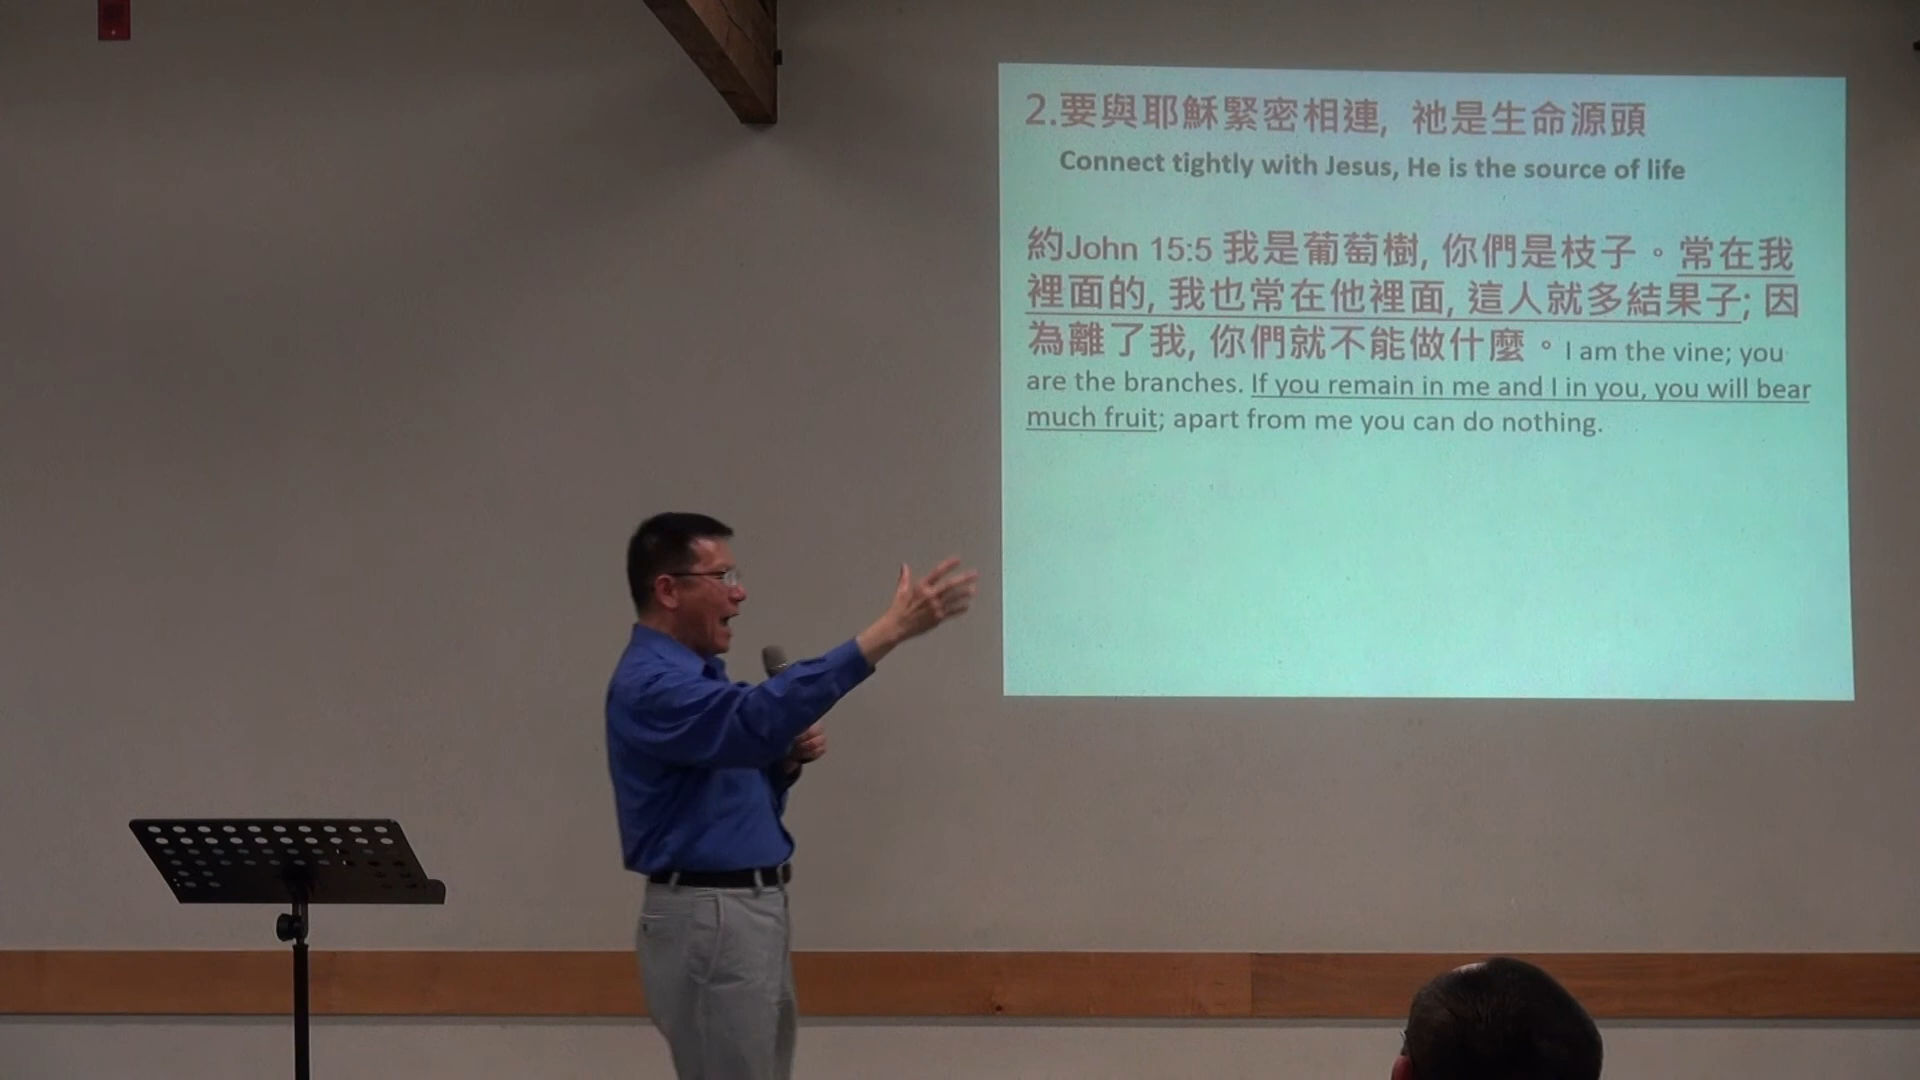 2.要與耶穌緊密相連, 祂是生命源頭
Connect tightly with Jesus, He is the source of life
約John 15:5 我是葡萄樹, 你們是枝子。常在我
裡面的, 我也常在他裡面, 這人就多結果子; 因
為離了我, 你們就不能做什麼。I am the vine; you
are the branches. If you remain in me and I in you, you will bear
much fruit; apart from me you can do nothing.